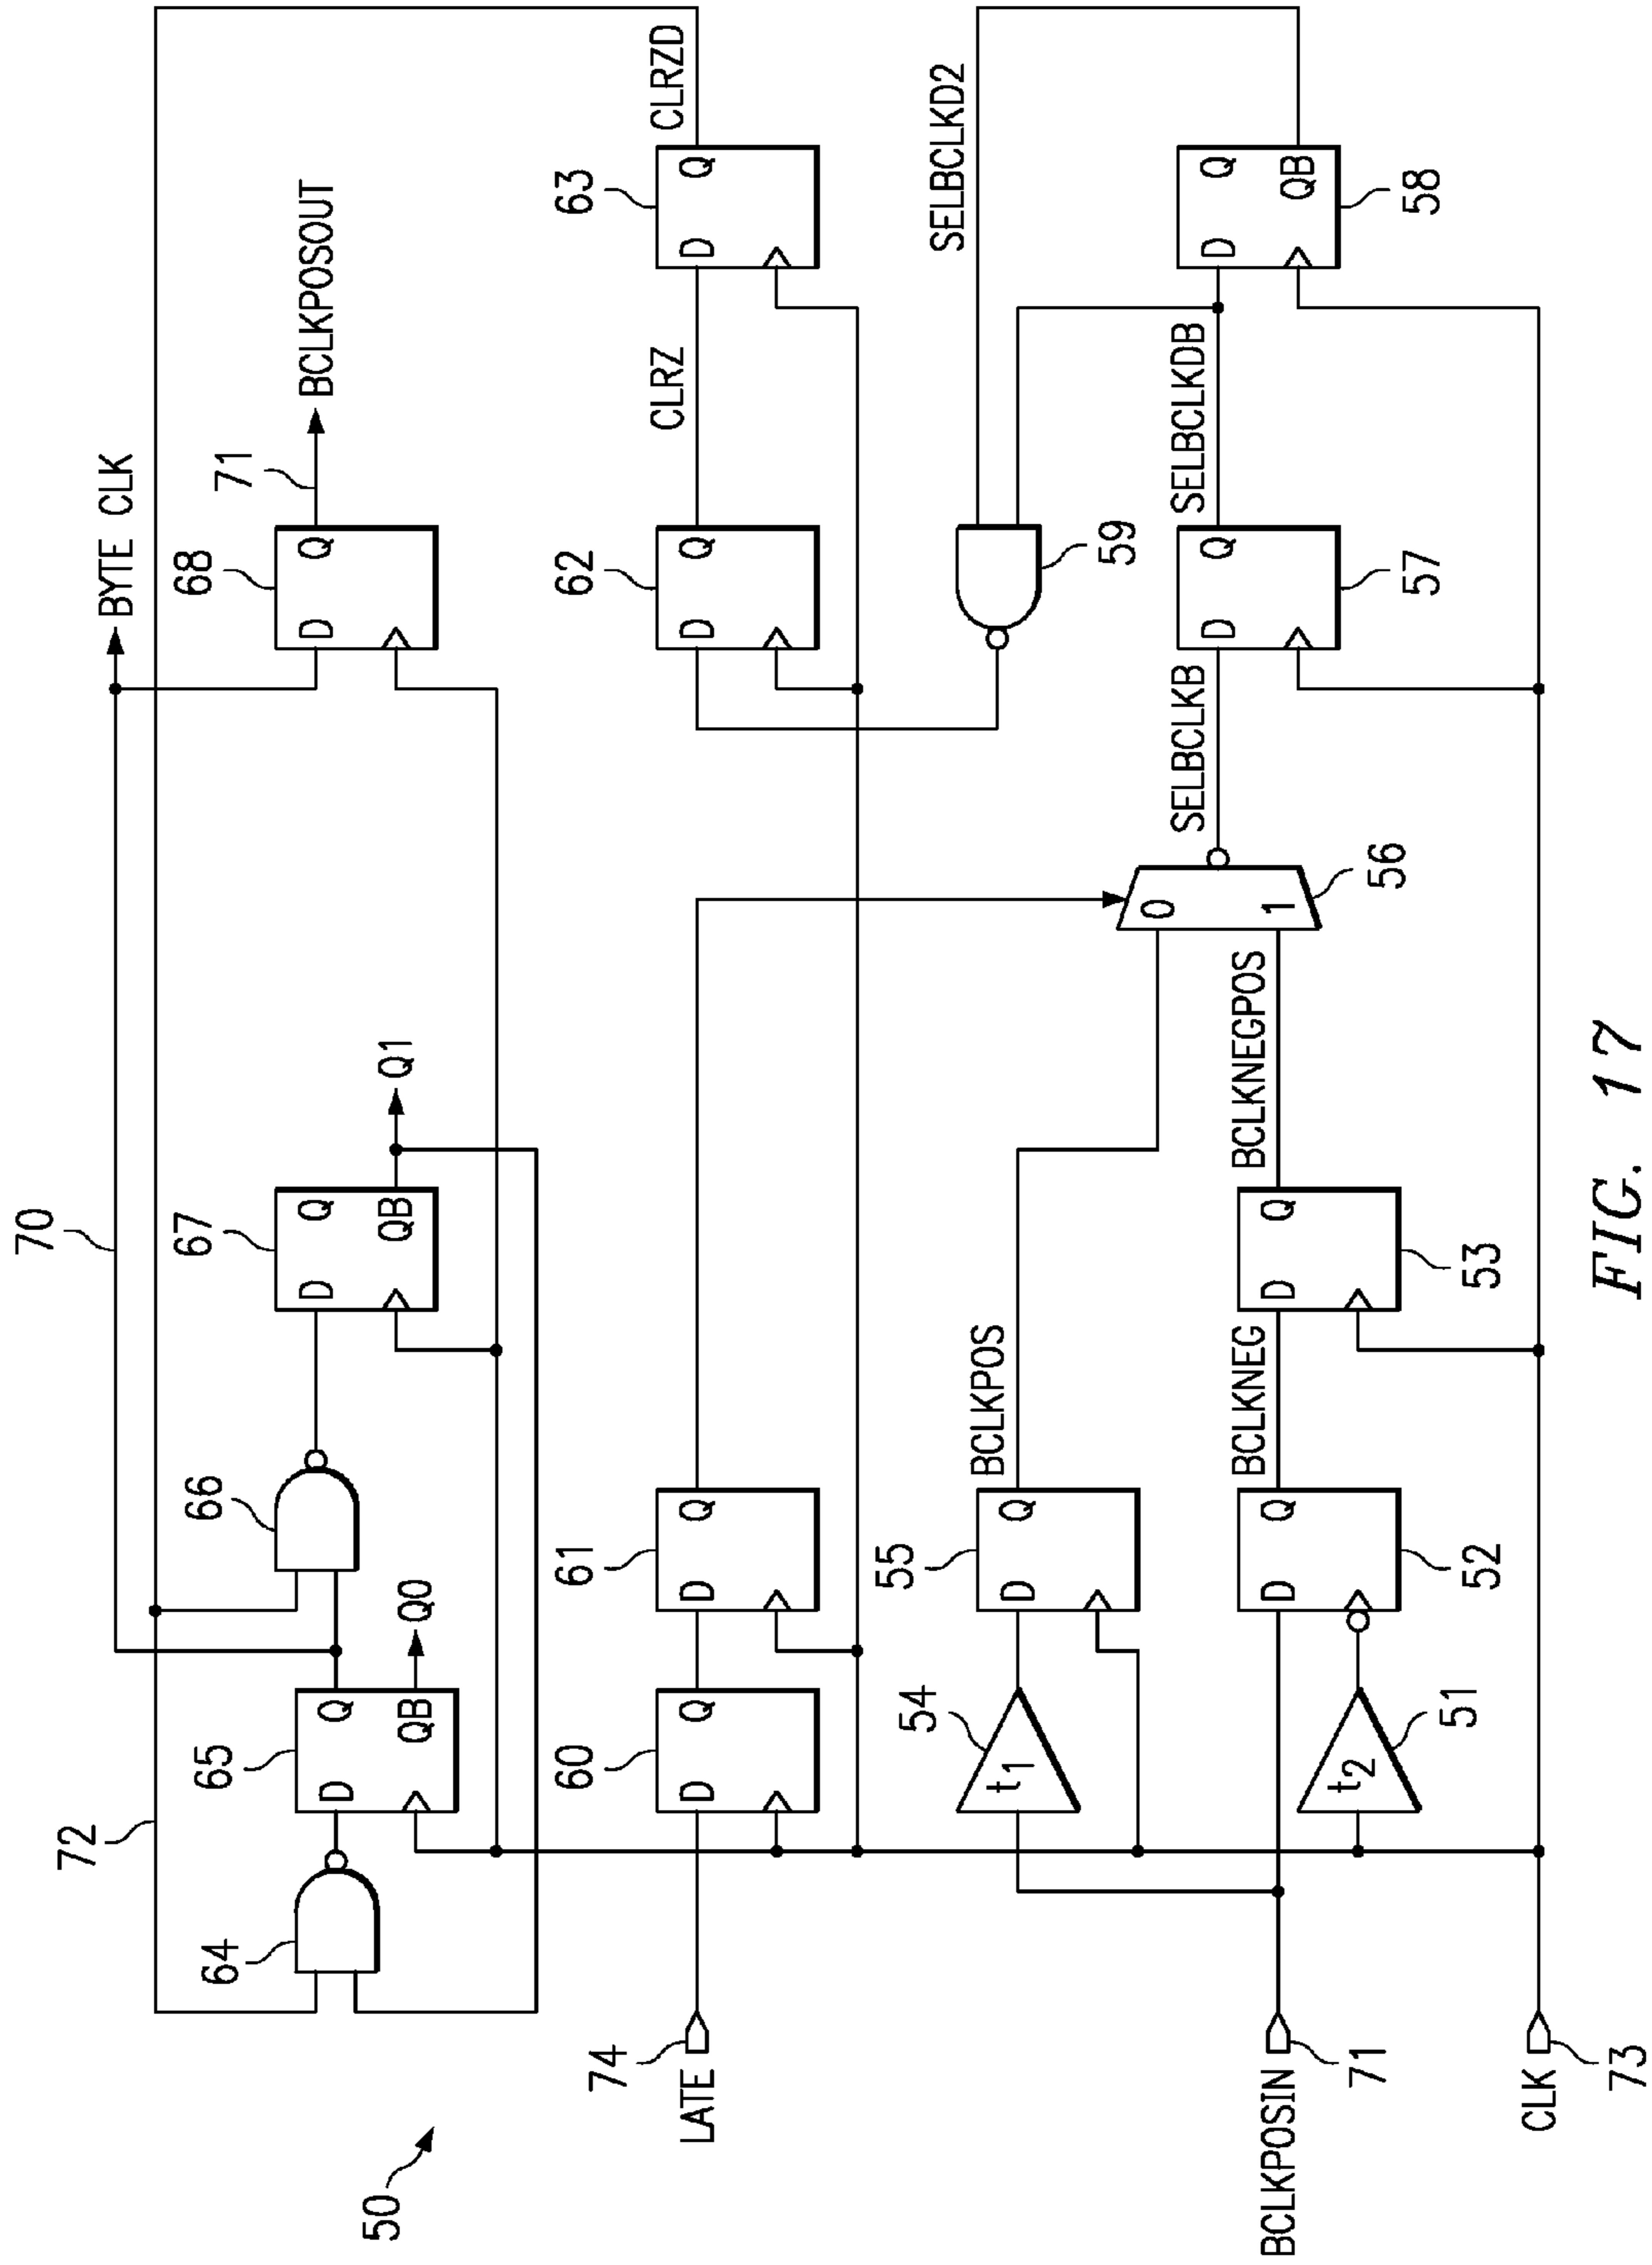 70
BYTE CLK
72
65
D Q
QB
Q0
64
66
67
D Q
QB
Q1
68
D Q
71
BCLKPOSOUT
50
74
LATE
60
D Q
61
D Q
62
D Q
CLRZ
63
D Q
CLRZD
54
t1
55
D Q
BCLKPOS
59
SELBCLKD2
BCLKPOSIN
71
51
t2
52
D Q
BCLKNEG
53
D Q
BCLKNEGPOS
0
1
56
SELBCLKB
57
D Q
SELBCLKDB
58
D Q
QB
CLK
73
FIG. 17